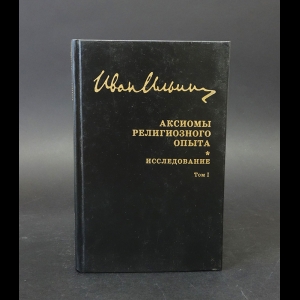 Иван Ильин
АКСИОМЫ
РЕЛИГИОЗНОГО
ОПЫТА
*
ИССЛЕДОВАНИЕ
Том I